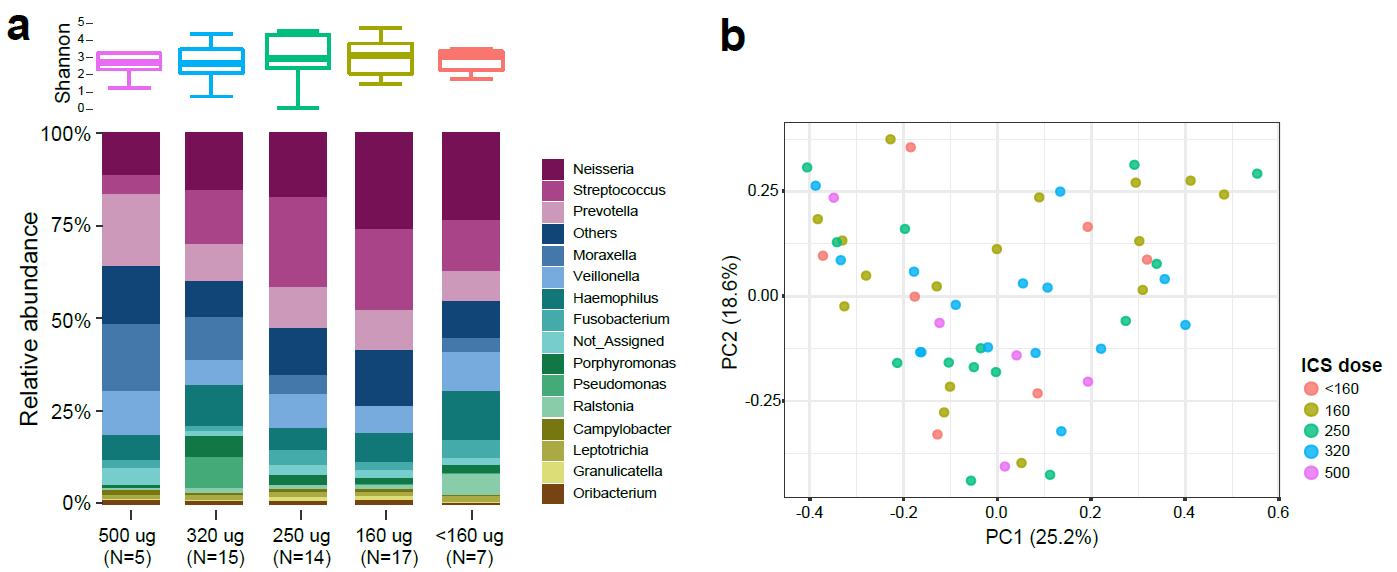 a
Shannon
5
4
3
2
1
0
Relative abundance
100%
75%
50%
25%
0%
500 ug
(N=5)
320 ug
(N=15)
250 ug
(N=14)
160 ug
(N=17)
<160 ug
(N=7)
Neisseria
Streptococcus
Prevotella
Others
Moraxella
Veillonella
Haemophilus
Fusobacterium
Not_Assigned
Porphyromonas
Pseudomonas
Ralstonia
Campylobacter
Leptotrichia
Granulicatella
Oribacterium
b
PC2 (18.6%)
0.25
0.00
-0.25
-0.4
-0.2
0.0
0.2
0.4
0.6
PC1 (25.2%)
ICS dose
<160
160
250
320
500